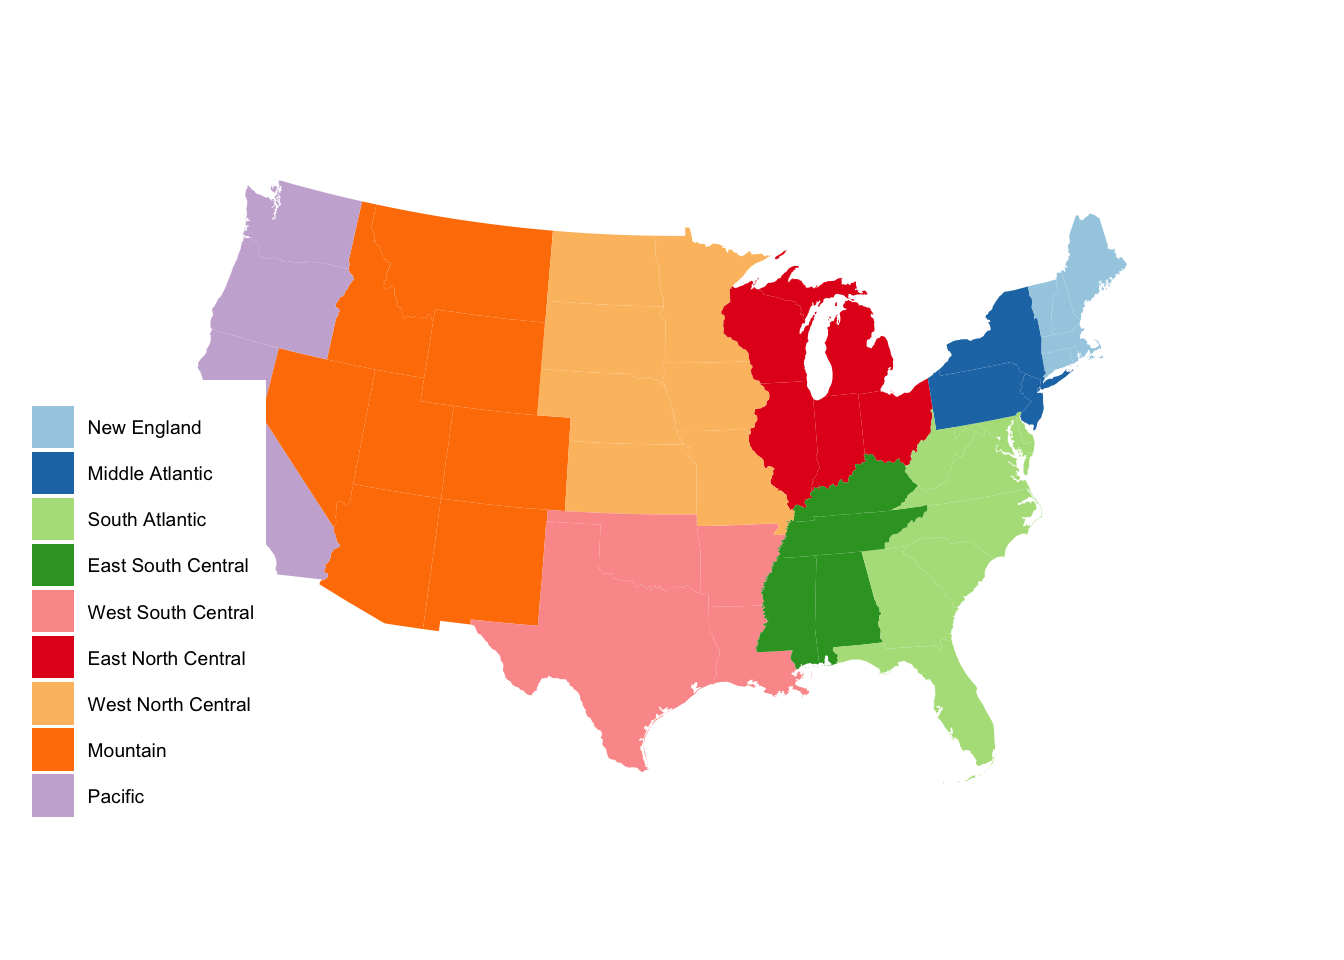 New England
Middle Atlantic
South Atlantic
East South Central
West South Central
East North Central
West North Central
Mountain
Pacific